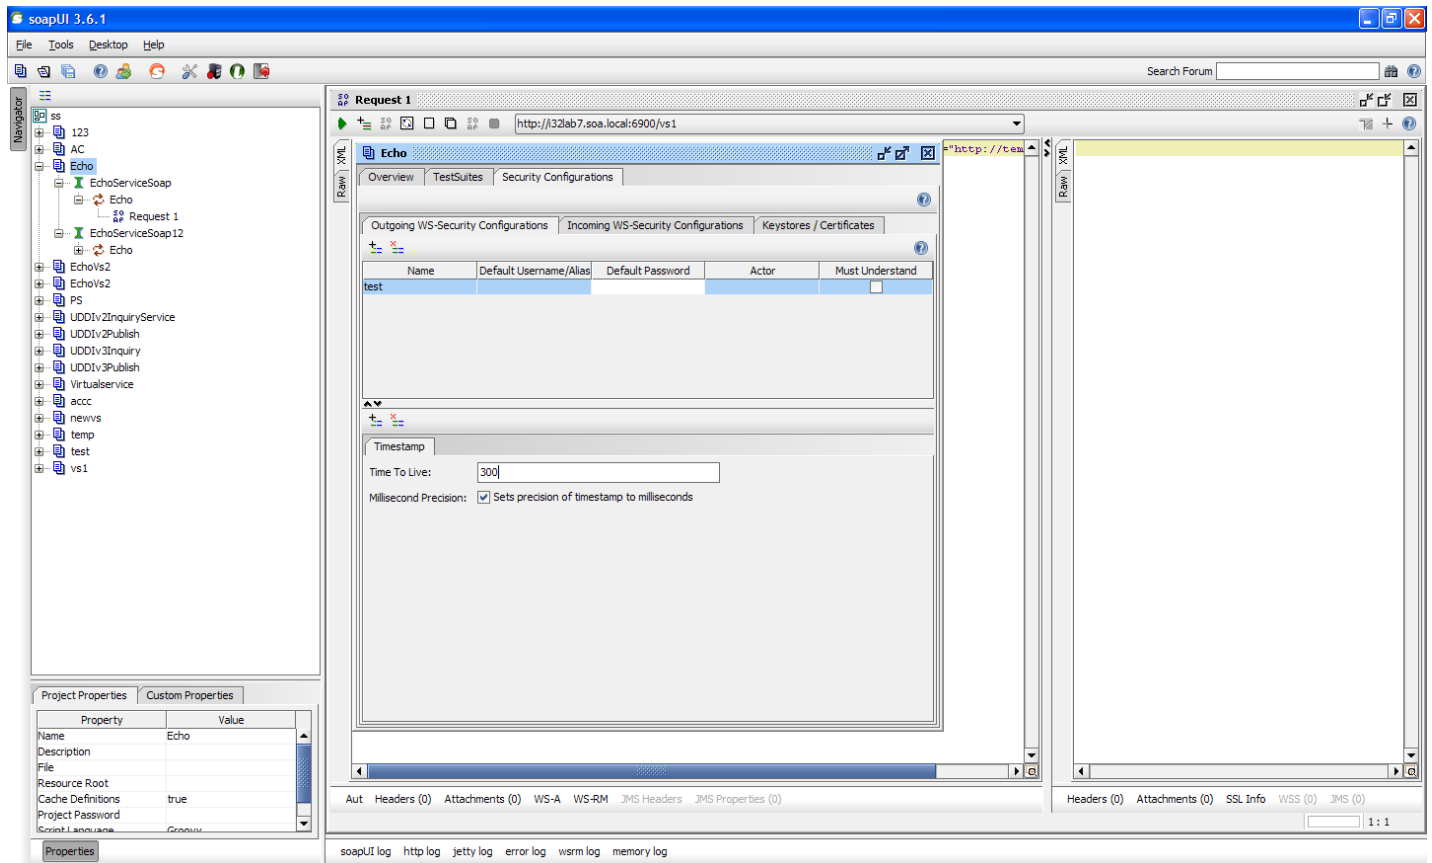 soapUI 3.6.1
File Tools Desktop Help
Search Forum
Navigator
ss
123
AC
Echo
EchoServiceSoap
Echo
Request 1
EchoServiceSoap12
Echo
EchoVs2
EchoVs2
PS
UDDIv2InquiryService
UDDIv2Publish
UDDIv3Inquiry
UDDIv3Publish
Virtualservice
accc
newvs
temp
test
vs1
Project Properties Custom Properties
Property Value
Name Echo
Description
File
Resource Root
Cache Definitions true
Project Password
Script Language Groovy
Properties
Request 1
http://i32lab7.soa.local:6900/vs1
XML
Raw
="http://tem
Echo
Overview TestSuites Security Configurations
Outgoing WS-Security Configurations Incoming WS-Security Configurations Keystores / Certificates
Name Default Username/Alias Default Password Actor Must Understand
test
Timestamp
Time To Live: 300
Millisecond Precision: Sets precision of timestamp to milliseconds
XML
Raw
Aut Headers (0) Attachments (0) WS-A WS-RM JMS Headers JMS Properties (0)
Headers (0) Attachments (0) SSL Info WSS (0) JMS (0)
1 : 1
soapUI log http log jetty log error log wsrm log memory log